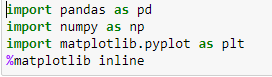 import pandas as pd
import numpy as np
import matplotlib.pyplot as plt
%matplotlib inline